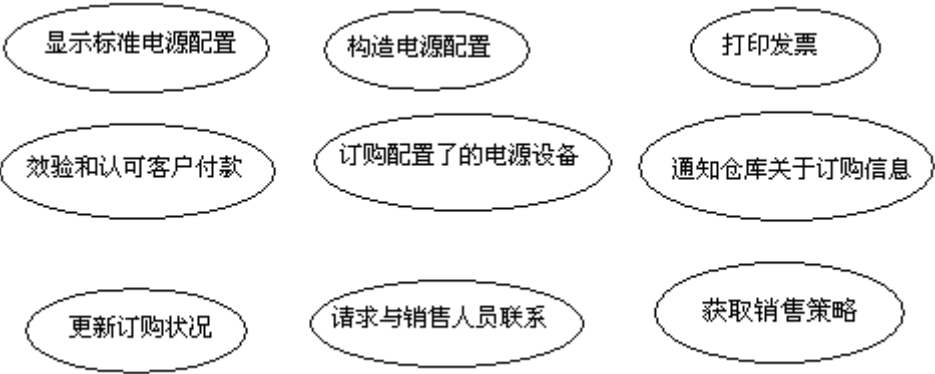 显示标准电源配置
构造电源配置
打印发票
效验和认可客户付款
订购配置了的电源设备
通知仓库关于订购信息
更新订购状况
请求与销售人员联系
获取销售策略